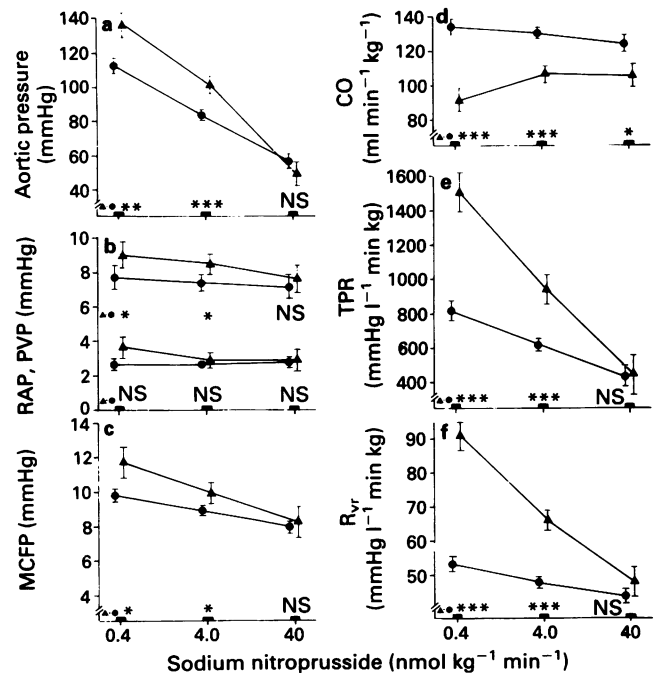 a
Aortic pressure
(mmHg)
140
120
100
80
60
40
**
***
NS
b
RAP, PVP (mmHg)
10
8
6
4
2
0
*
*
NS
NS
NS
NS
c
MCFP (mmHg)
14
12
10
8
6
4
*
*
NS
0.4
4.0
40
d
CO
(ml min⁻¹ kg⁻¹)
140
120
100
80
***
***
*
e
TPR
(mmHg l⁻¹ min kg)
1600
1400
1200
1000
800
600
400
***
***
NS
f
Rvr
(mmHg l⁻¹ min kg)
90
80
70
60
50
***
***
NS
0.4
4.0
40
Sodium nitroprusside (nmol kg⁻¹ min⁻¹)